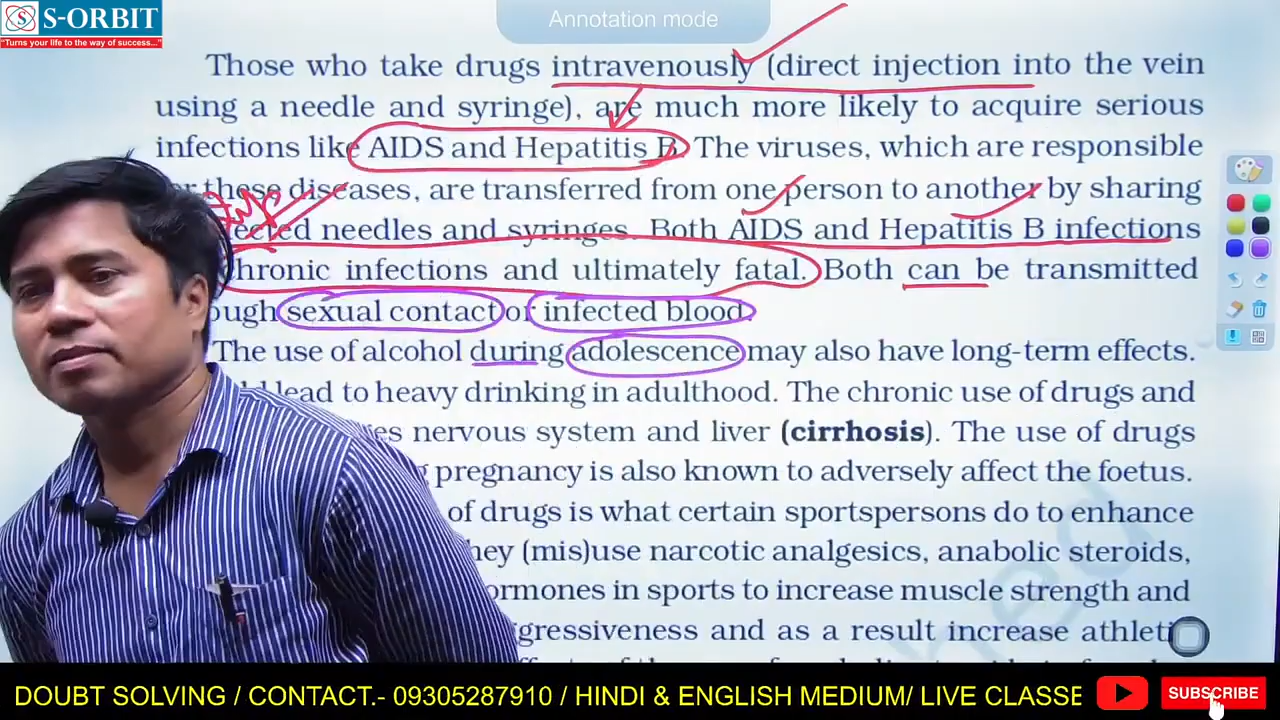 S-ORBIT
"Turns your life to the way of success..."
Annotation mode
Those who take drugs intravenously (direct injection into the vein
using a needle and syringe), are much more likely to acquire serious
infections like AIDS and Hepatitis B. The viruses, which are responsible
these diseases, are transferred from one person to another by sharing
needles and syringes. Both AIDS and Hepatitis B infections
chronic infections and ultimately fatal. Both can be transmitted
sexual contact or infected blood.
The use of alcohol during adolescence may also have long-term effects.
lead to heavy drinking in adulthood. The chronic use of drugs and
nervous system and liver (cirrhosis). The use of drugs
pregnancy is also known to adversely affect the foetus.
of drugs is what certain sportspersons do to enhance
(mis)use narcotic analgesics, anabolic steroids,
in sports to increase muscle strength and
and as a result increase
DOUBT SOLVING / CONTACT.- 09305287910 / HINDI & ENGLISH MEDIUM/ LIVE CLASSE
SUBSCRIBE